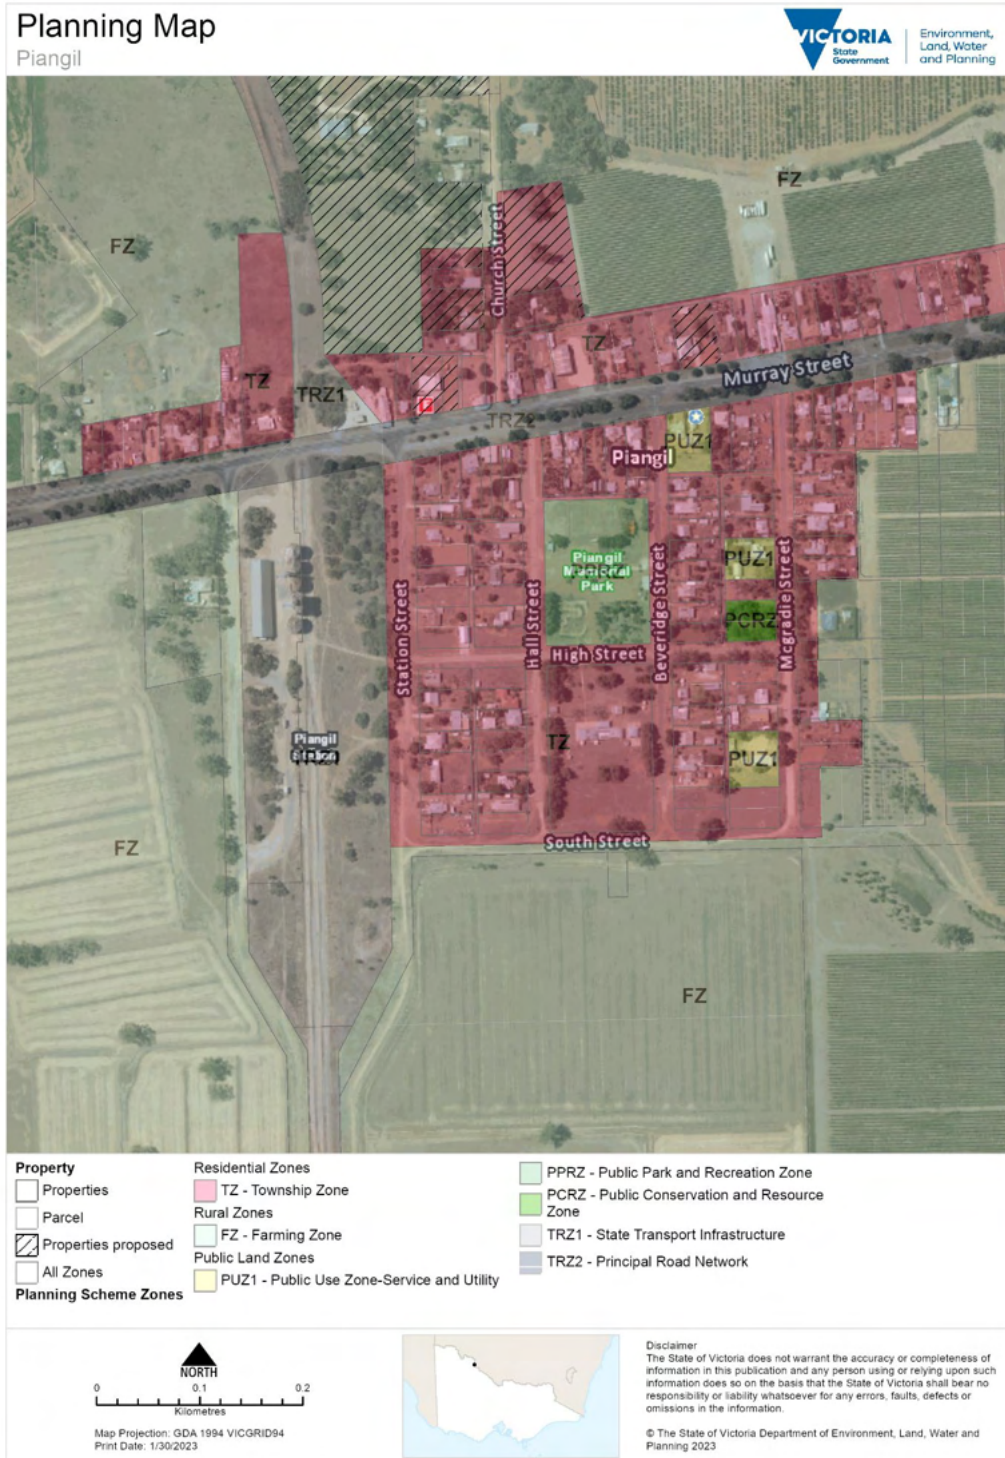 Planning Map
Piangil
VICTORIA
State
Government
Environment,
Land, Water
and Planning
FZ
FZ
Church Street
TZ
TZ
TRZ1
Murray Street
TRZ2
PUZ1
Piangil
Piangil
Memorial
Park
PUZ1
PCRZ
Station Street
Hall Street
Beveridge Street
Mcgradie Street
High Street
Piangil
Station
TZ
PUZ1
FZ
South Street
FZ
Property
Properties
Parcel
Properties proposed
All Zones
Planning Scheme Zones
Residential Zones
TZ - Township Zone
Rural Zones
FZ - Farming Zone
Public Land Zones
PUZ1 - Public Use Zone-Service and Utility
PPRZ - Public Park and Recreation Zone
PCRZ - Public Conservation and Resource
Zone
TRZ1 - State Transport Infrastructure
TRZ2 - Principal Road Network
NORTH
0 0.1 0.2
Kilometres
Map Projection: GDA 1994 VICGRID94
Print Date: 1/30/2023
Disclaimer
The State of Victoria does not warrant the accuracy or completeness of
information in this publication and any person using or relying upon such
information does so on the basis that the State of Victoria shall bear no
responsibility or liability whatsoever for any errors, faults, defects or
omissions in the information.
© The State of Victoria Department of Environment, Land, Water and
Planning 2023